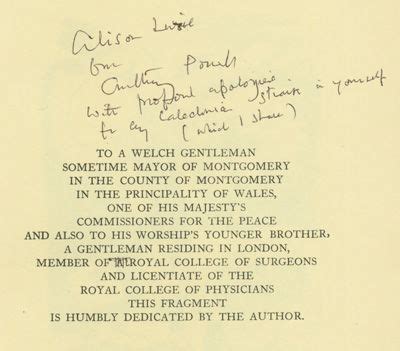 Alison Lurie
from
Anthony Powell
with profound apologies
for any Caledonian strain in yourself
(which I share)
TO A WELCH GENTLEMAN
SOMETIME MAYOR OF MONTGOMERY
IN THE COUNTY OF MONTGOMERY
IN THE PRINCIPALITY OF WALES,
ONE OF HIS MAJESTY'S
COMMISSIONERS FOR THE PEACE
AND ALSO TO HIS WORSHIP'S YOUNGER BROTHER,
A GENTLEMAN RESIDING IN LONDON,
MEMBER OF ROYAL COLLEGE OF SURGEONS
AND LICENTIATE OF THE
ROYAL COLLEGE OF PHYSICIANS
THIS FRAGMENT
IS HUMBLY DEDICATED BY THE AUTHOR.